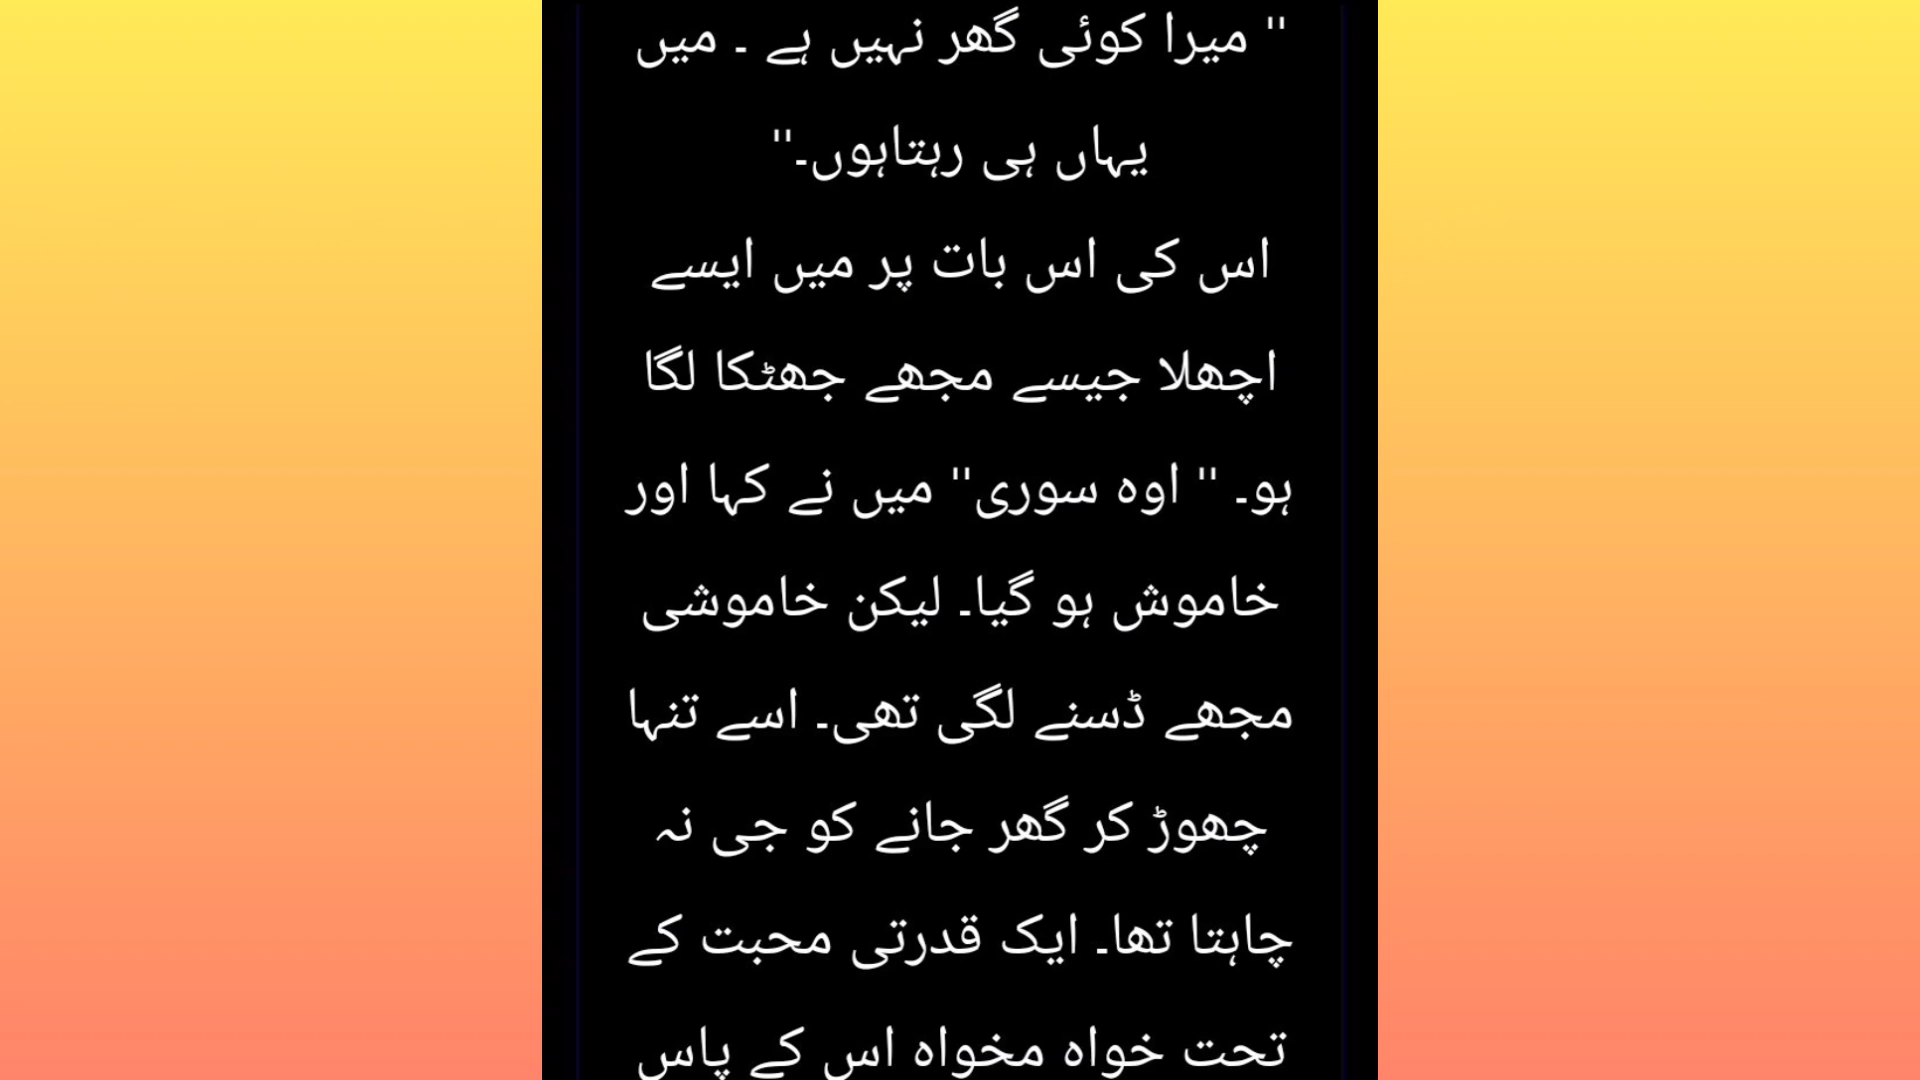 " میرا کوئی گھر نہیں ہے ۔ میں
یہاں ہی رہتاہوں۔"
اس کی اس بات پر میں ایسے
اچھلا جیسے مجھے جھٹکا لگا
ہو۔ " اوہ سوری" میں نے کہا اور
خاموش ہو گیا۔ لیکن خاموشی
مجھے ڈسنے لگی تھی۔ اسے تنہا
چھوڑ کر گھر جانے کو جی نہ
چاہتا تھا۔ ایک قدرتی محبت کے
تحت خواہ مخواہ اس کے پاس